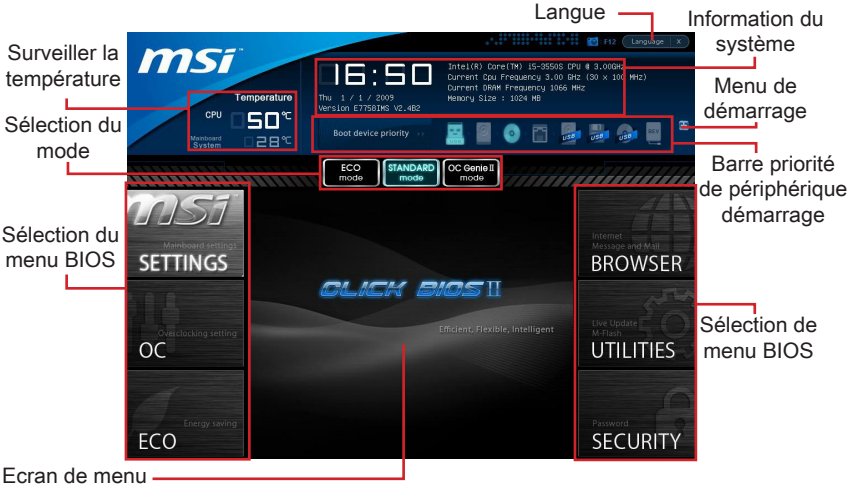 Langue
Information du
système
Surveiller la
température
Sélection du
mode
Sélection du
menu BIOS
Ecran de menu
Menu de
démarrage
Barre priorité
de périphérique
démarrage
Sélection de
menu BIOS
msi
F12
Language X
16:50
Thu 1 / 1 / 2009
Version E7758IMS V2.4B2
Intel(R) Core(TM) i5-3550S CPU @ 3.00GHz
Current Cpu Frequency 3.00 GHz (30 x 100 MHz)
Current DRAM Frequency 1066 MHz
Memory Size : 1024 MB
Temperature
CPU 50°C
Mainboard
System 28°C
Boot device priority
USB
USB
USB
ECO
mode
STANDARD
mode
OC Genie II
mode
msi
Mainboard settings
SETTINGS
Overclocking setting
OC
Energy saving
ECO
CLICK BIOS II
Efficient, Flexible, Intelligent
Internet
Message and Mail
BROWSER
Live Update
M-Flash
UTILITIES
Password
SECURITY